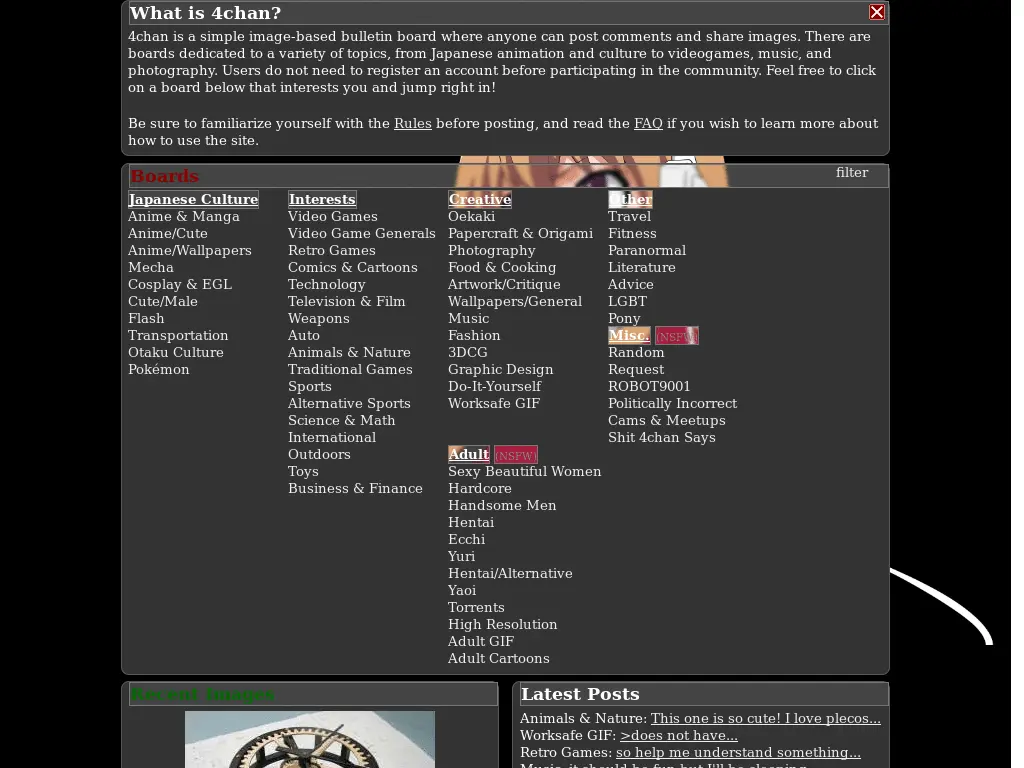 What is 4chan?
4chan is a simple image-based bulletin board where anyone can post comments and share images. There are
boards dedicated to a variety of topics, from Japanese animation and culture to videogames, music, and
photography. Users do not need to register an account before participating in the community. Feel free to click
on a board below that interests you and jump right in!
Be sure to familiarize yourself with the Rules before posting, and read the FAQ if you wish to learn more about
how to use the site.
Boards
filter
Japanese Culture
Anime & Manga
Anime/Cute
Anime/Wallpapers
Mecha
Cosplay & EGL
Cute/Male
Flash
Transportation
Otaku Culture
Pokémon
Interests
Video Games
Video Game Generals
Retro Games
Comics & Cartoons
Technology
Television & Film
Weapons
Auto
Animals & Nature
Traditional Games
Sports
Alternative Sports
Science & Math
International
Outdoors
Toys
Business & Finance
Creative
Oekaki
Papercraft & Origami
Photography
Food & Cooking
Artwork/Critique
Wallpapers/General
Music
Fashion
3DCG
Graphic Design
Do-It-Yourself
Worksafe GIF
Adult (NSFW)
Sexy Beautiful Women
Hardcore
Handsome Men
Hentai
Ecchi
Yuri
Hentai/Alternative
Yaoi
Torrents
High Resolution
Adult GIF
Adult Cartoons
Other
Travel
Fitness
Paranormal
Literature
Advice
LGBT
Pony
Misc. (NSFW)
Random
Request
ROBOT9001
Politically Incorrect
Cams & Meetups
Shit 4chan Says
Recent Images
Latest Posts
Animals & Nature: This one is so cute! I love plecos...
Worksafe GIF: >does not have...
Retro Games: so help me understand something...
Music: it should be fun but I'll be sleeping